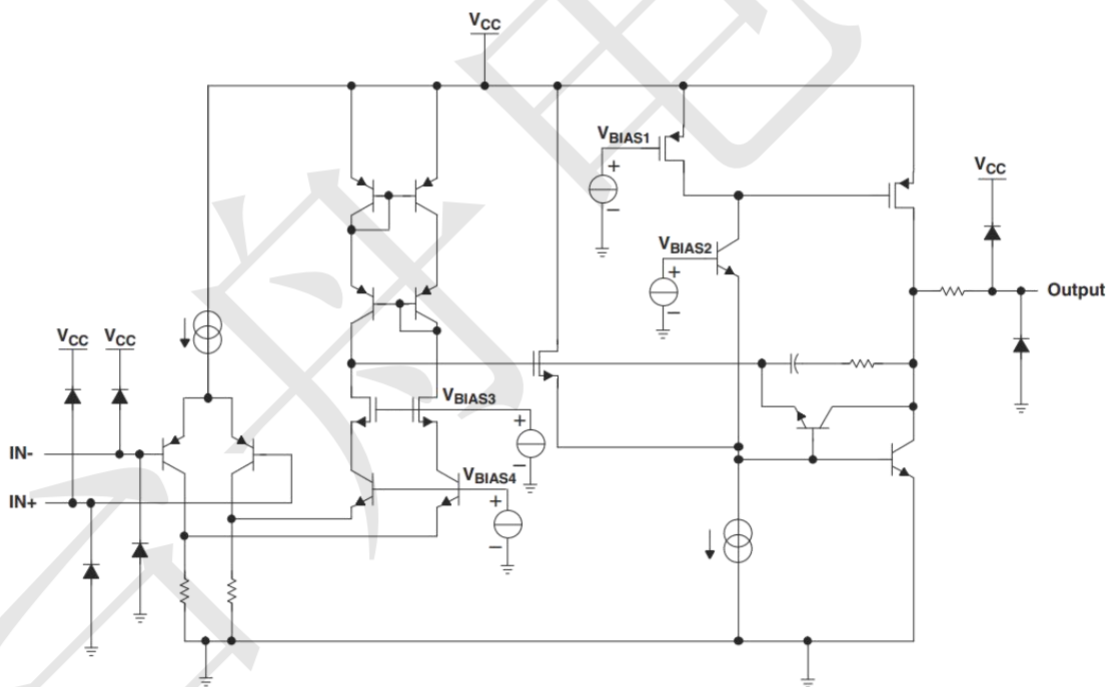 VCC
VBIAS1
VCC
VBIAS2
Output
VCC
VCC
VBIAS3
IN-
VBIAS4
IN+